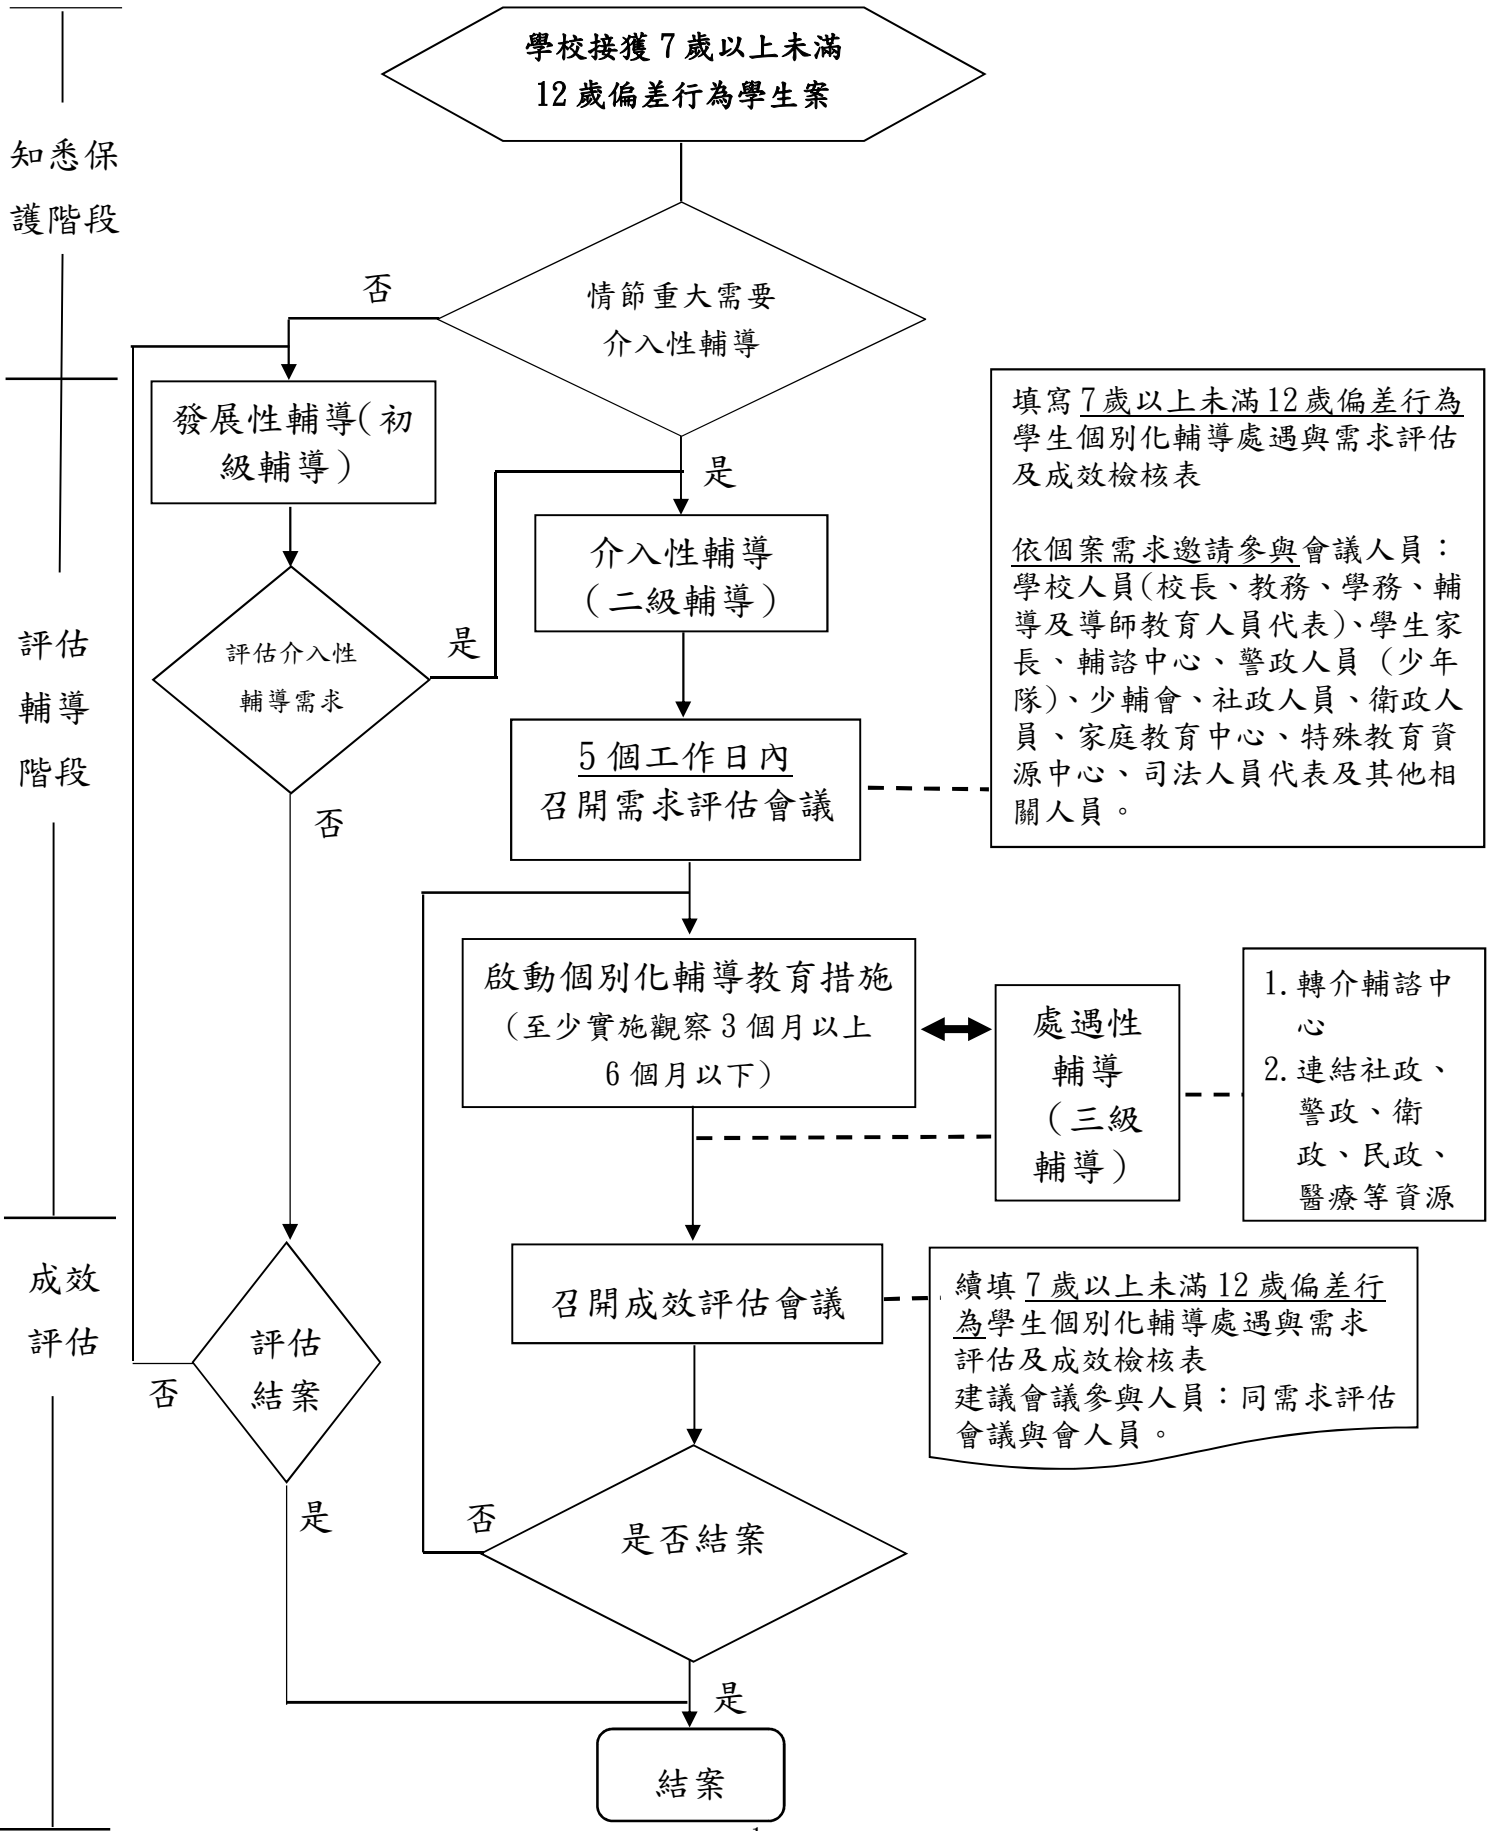 學校接獲7歲以上未滿
12歲偏差行為學生案
知悉保
護階段
否
情節重大需要
介入性輔導
發展性輔導(初
級輔導)
是
填寫7歲以上未滿12歲偏差行為
學生個別化輔導處遇與需求評估
及成效檢核表
依個案需求邀請參與會議人員：
學校人員(校長、教務、學務、輔
導及導師教育人員代表)、學生家
長、輔諮中心、警政人員（少年
隊)、少輔會、社政人員、衛政人
員、家庭教育中心、特殊教育資
源中心、司法人員代表及其他相
關人員。
介入性輔導
(二級輔導)
評估
輔導
階段
評估介入性
輔導需求
是
否
5個工作日內
召開需求評估會議
啟動個別化輔導教育措施
(至少實施觀察3個月以上
6個月以下)
處遇性
輔導
(三級
輔導)
1.轉介輔諮中
心
2.連結社政、
警政、衛
政、民政、
醫療等資源
成效
評估
評估
結案
否
是
召開成效評估會議
續填7歲以上未滿12歲偏差行
為學生個別化輔導處遇與需求
評估及成效檢核表
建議會議參與人員：同需求評估
會議與會人員。
否
是否結案
是
結案